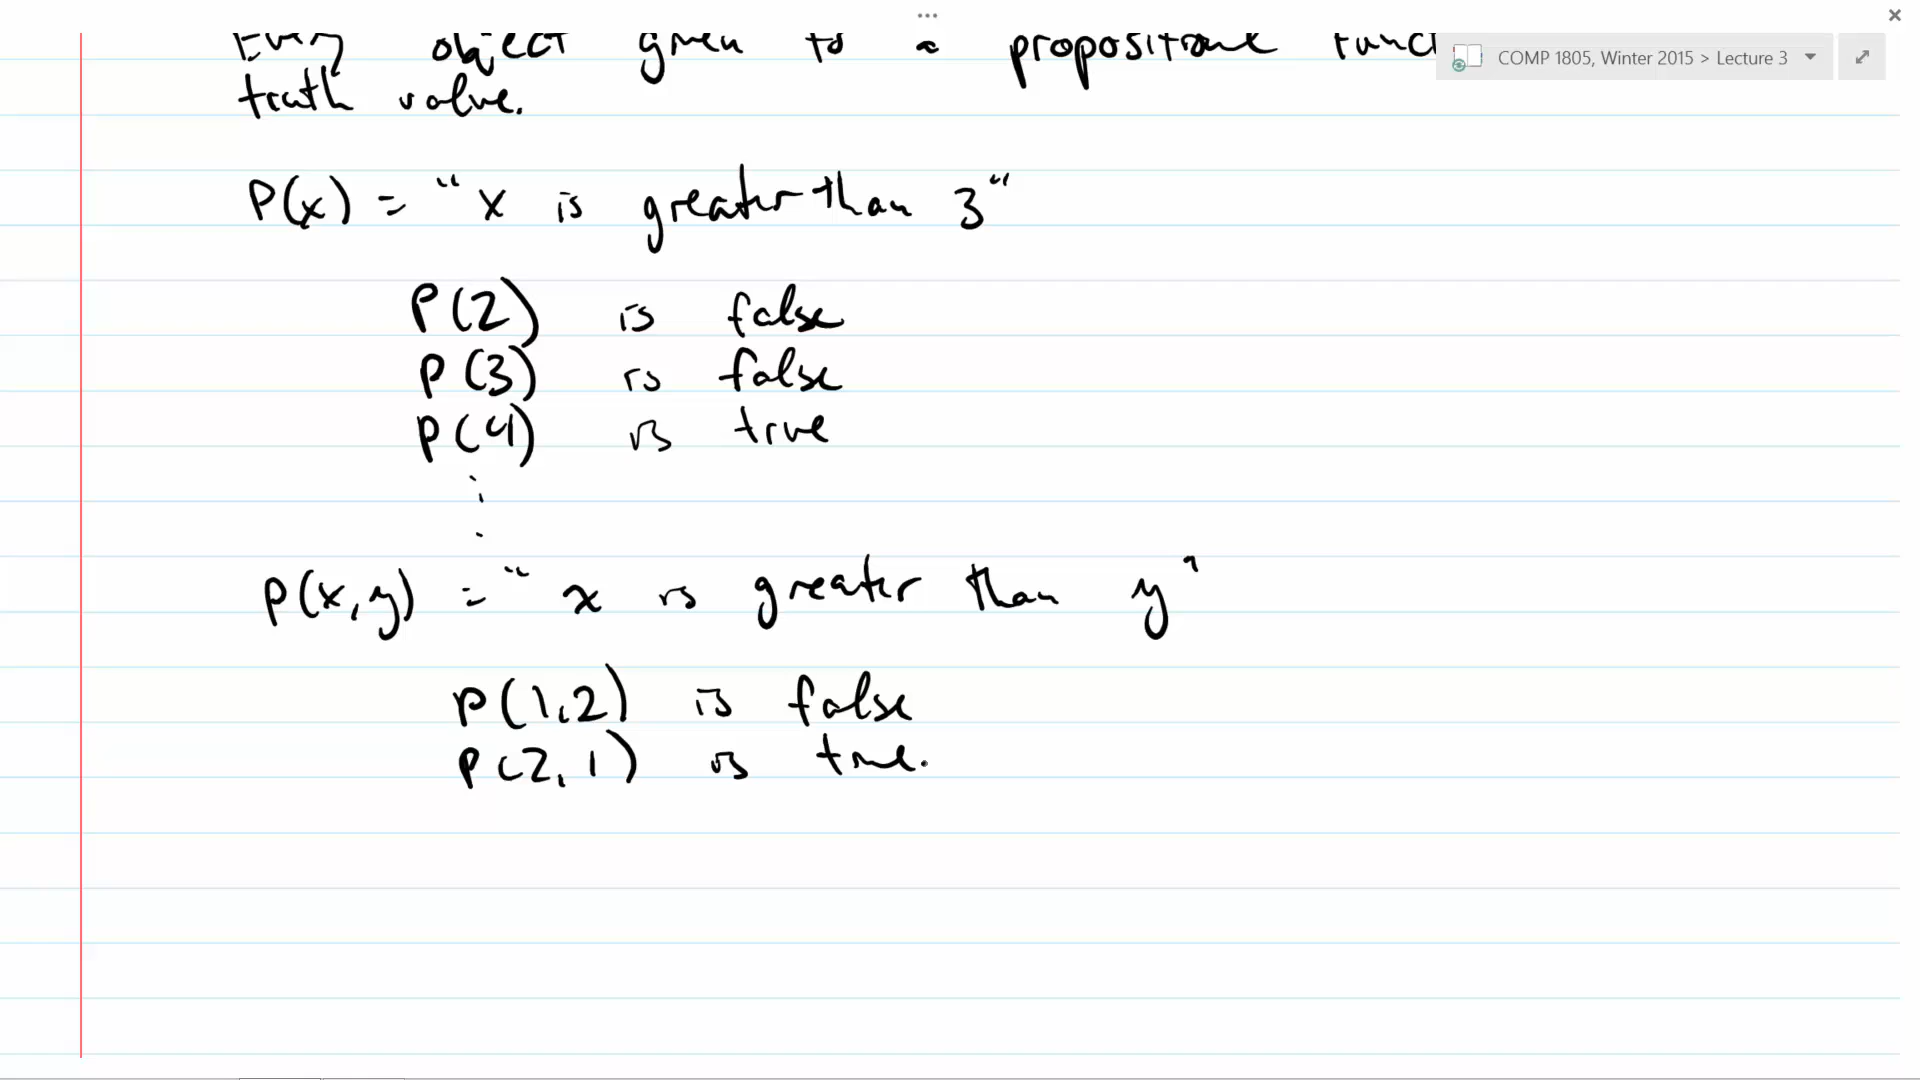 Every object given to a propositional func
COMP 1805, Winter 2015 > Lecture 3
truth value.
P(x) = "x is greater than 3"
P(2) is false
P(3) is false
P(4) is true
⋮
P(x,y) = "x is greater than y"
P(1,2) is false
P(2,1) is true.